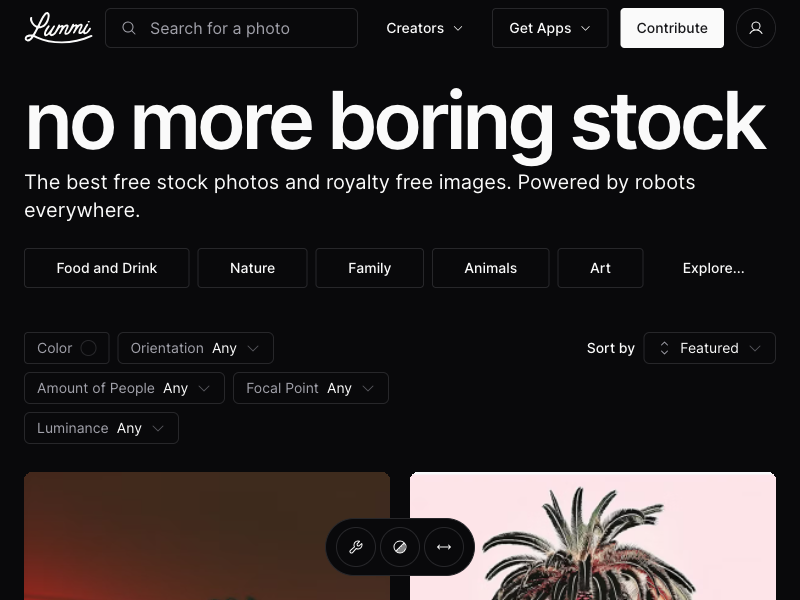 Lummi Search for a photo Creators Get Apps Contribute
no more boring stock
The best free stock photos and royalty free images. Powered by robots
everywhere.
Food and Drink Nature Family Animals Art Explore...
Color Orientation Any Sort by Featured
Amount of People Any Focal Point Any
Luminance Any